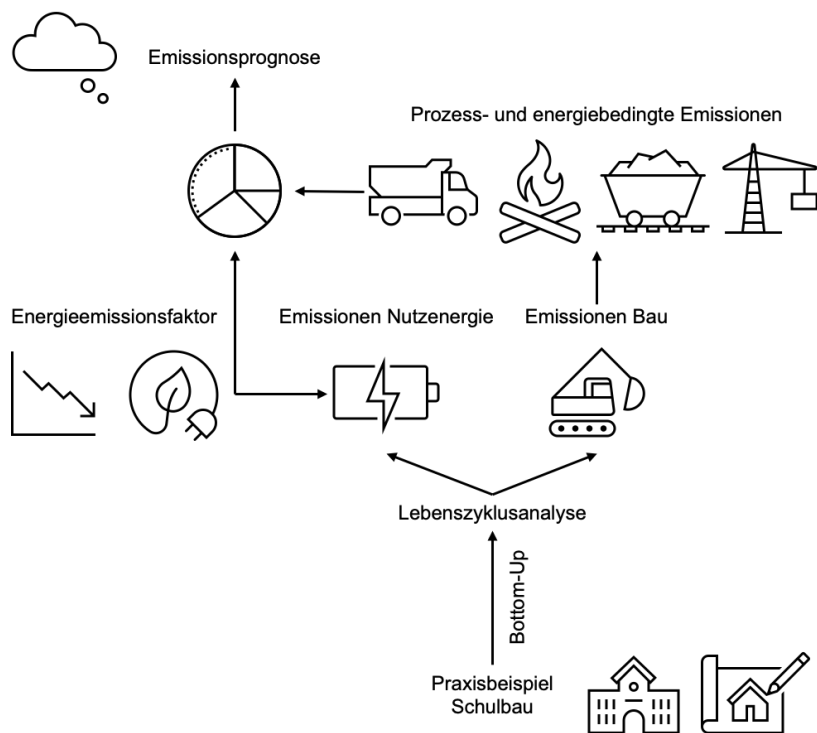 Emissionsprognose
Prozess- und energiebedingte Emissionen
Energieemissionsfaktor
Emissionen Nutzenergie
Emissionen Bau
Lebenszyklusanalyse
Bottom-Up
Praxisbeispiel
Schulbau